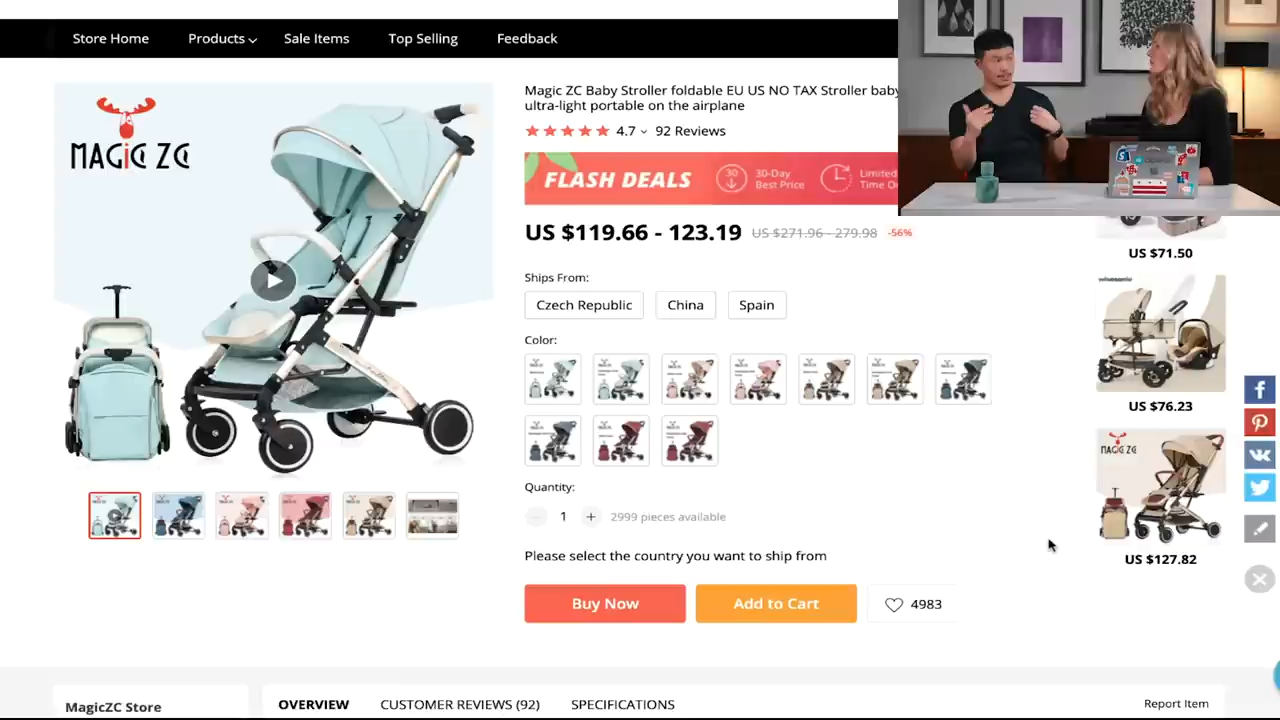 Store Home Products Sale Items Top Selling Feedback
MAGiC ZC
Magic ZC Baby Stroller foldable EU US NO TAX Stroller baby
ultra-light portable on the airplane
4.7 92 Reviews
FLASH DEALS
30
30-Day
Best Price
Limited
Time
US $119.66 - 123.19 US $271.96 - 279.98 -56%
Ships From:
Czech Republic China Spain
Color:
Quantity:
1 2999 pieces available
Please select the country you want to ship from
Buy Now Add to Cart 4983
US $71.50
US $76.23
MAGiC ZC
US $127.82
MagicZC Store
OVERVIEW CUSTOMER REVIEWS (92) SPECIFICATIONS
Report Item